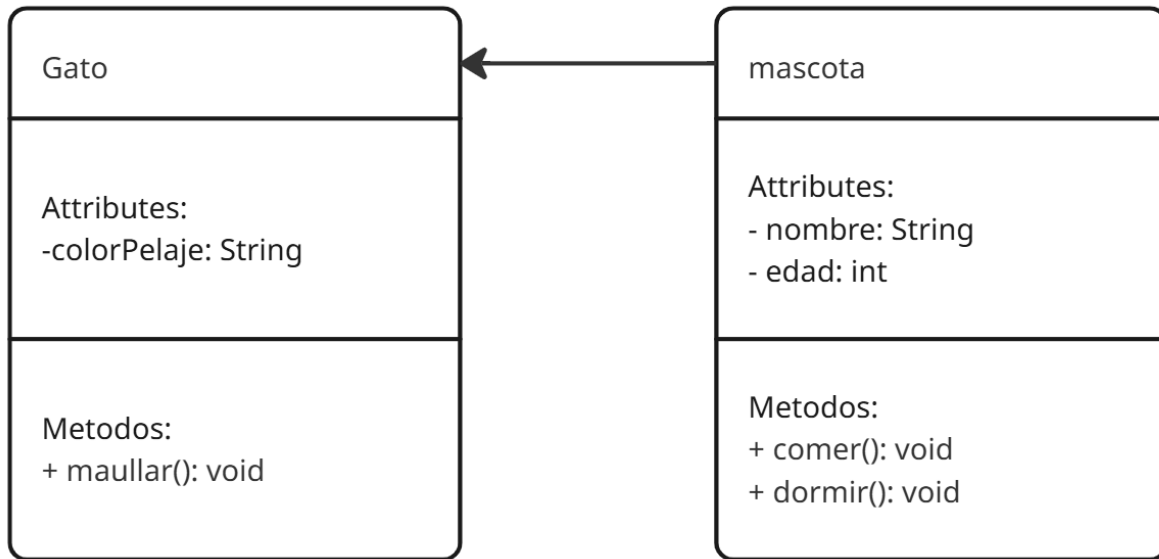 Gato
Attributes:
-colorPelaje: String
Metodos:
+ maullar(): void
mascota
Attributes:
- nombre: String
- edad: int
Metodos:
+ comer(): void
+ dormir(): void